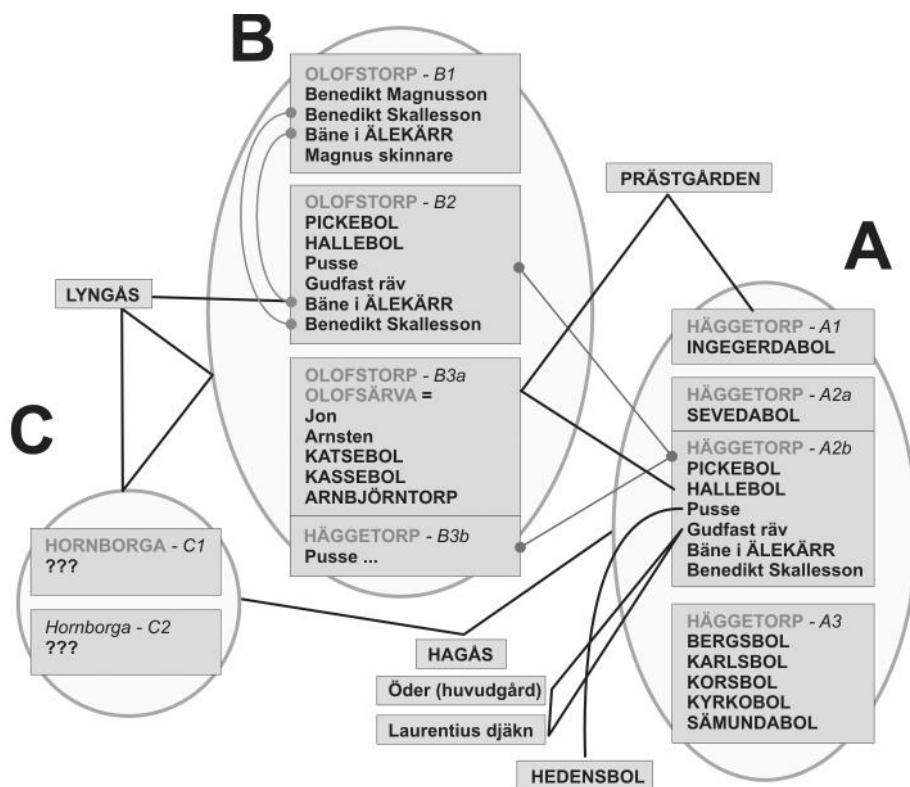 B
OLOFSTORP - B1
Benedikt Magnusson
Benedikt Skallesson
Bäne i ÄLEKÄRR
Magnus skinnare
OLOFSTORP - B2
PICKEBOL
HALLEBOL
Pusse
Gudfast räv
Bäne i ÄLEKÄRR
Benedikt Skallesson
OLOFSTORP - B3a
OLOFSÄRVA =
Jon
Arnsten
KATSEBOL
KASSEBOL
ARNBJÖRNTORP
HÄGGETORP - B3b
Pusse ...
PRÄSTGÅRDEN
A
HÄGGETORP - A1
INGEGERDABOL
HÄGGETORP - A2a
SEVEDABOL
HÄGGETORP - A2b
PICKEBOL
HALLEBOL
Pusse
Gudfast räv
Bäne i ÄLEKÄRR
Benedikt Skallesson
HÄGGETORP - A3
BERGSBOL
KARLSBOL
KORSBOL
KYRKOBOL
SÄMUNDABOL
LYNGÅS
C
HORNBORGA - C1
???
Hornborga - C2
???
HAGÅS
Öder (huvudgård)
Laurentius djäkn
HEDENSBOL